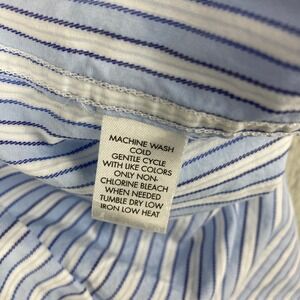 MACHINE WASH
COLD
GENTLE CYCLE
WITH LIKE COLORS
ONLY NON-
CHLORINE BLEACH
WHEN NEEDED
TUMBLE DRY LOW
IRON LOW HEAT